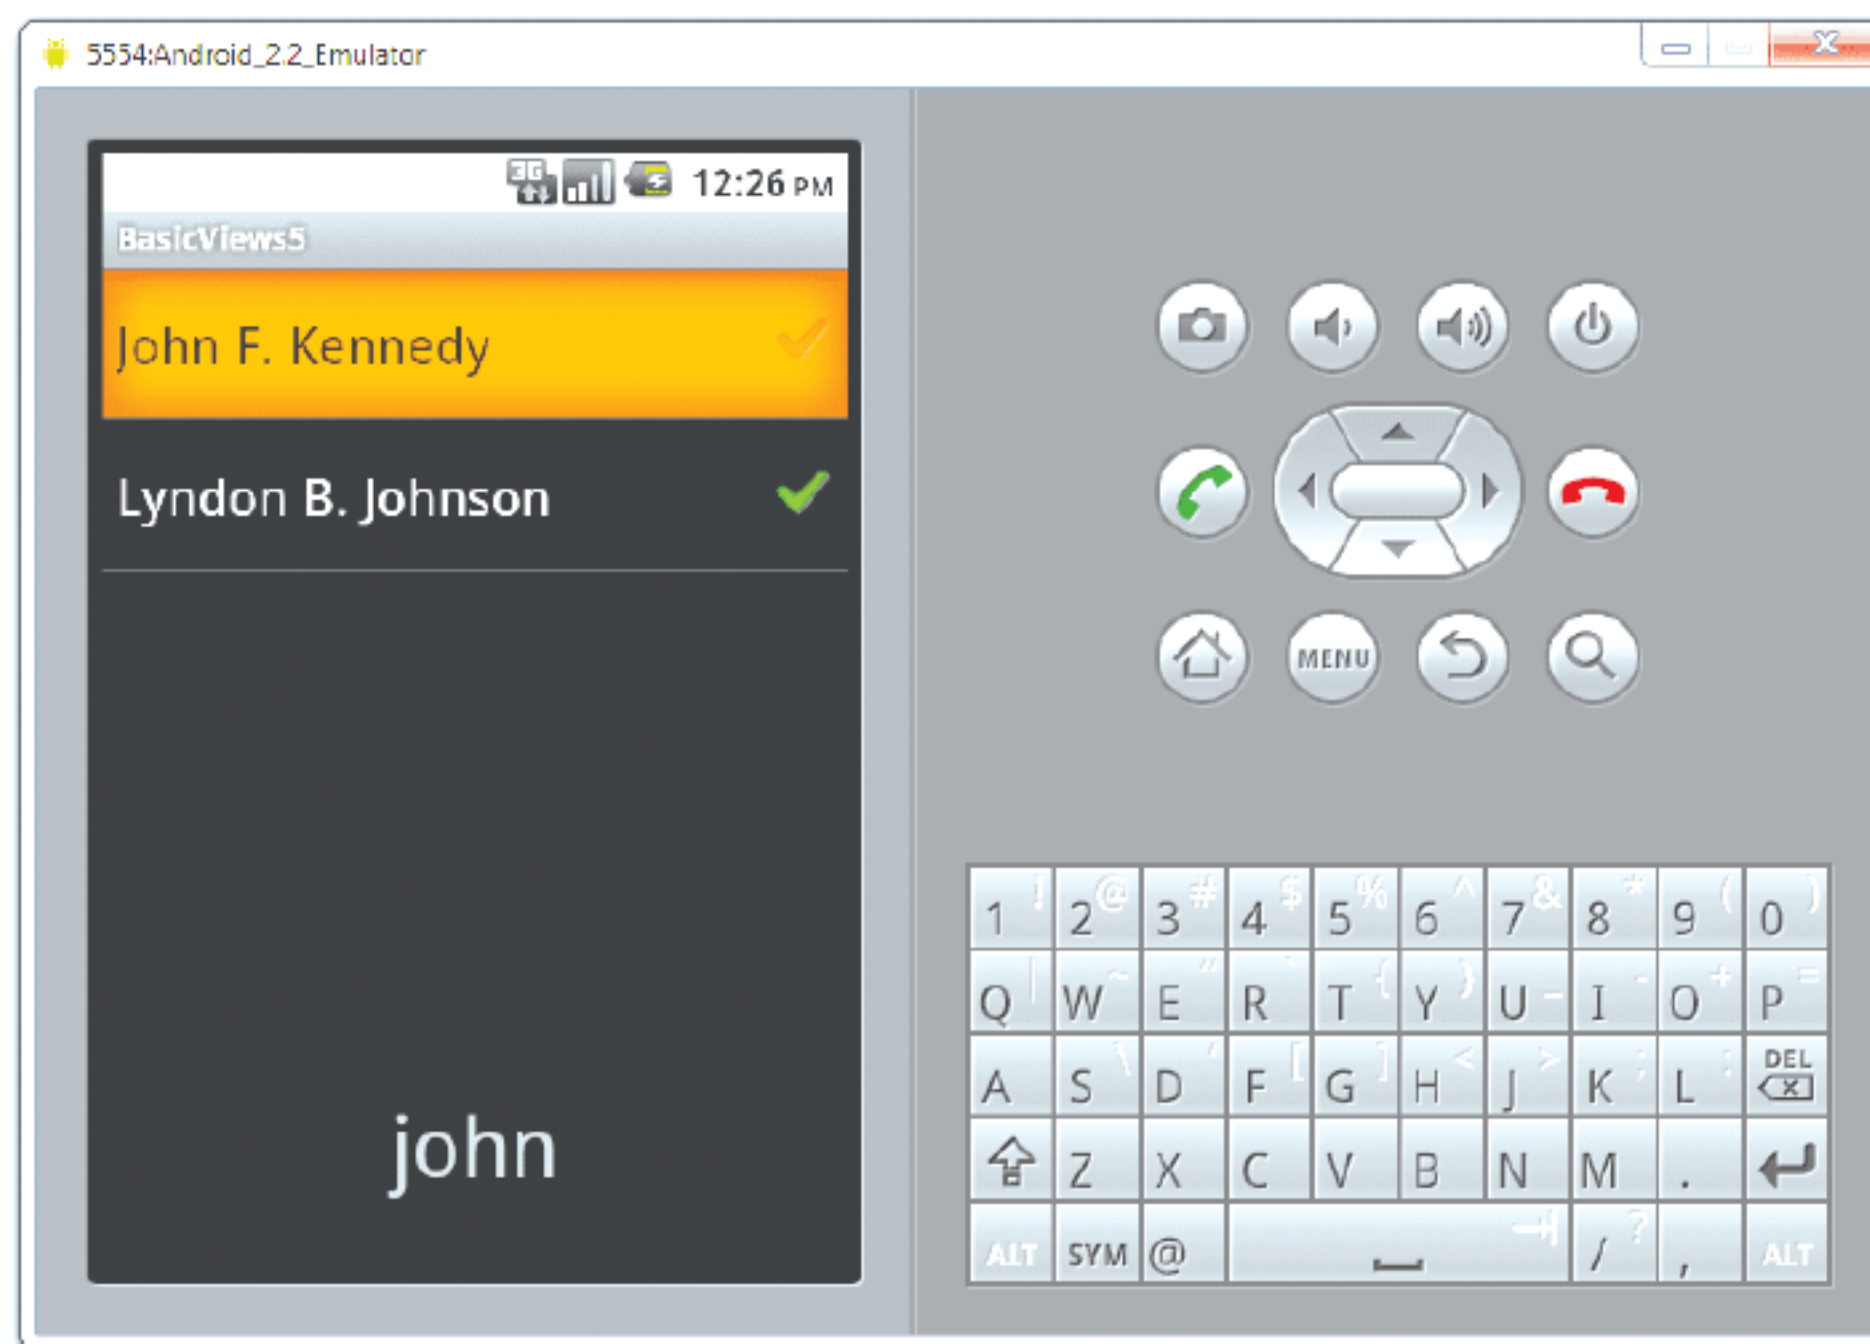 5554:Android_2.2_Emulator
3G
12:26 PM
BasicViews5
John F. Kennedy
Lyndon B. Johnson
john
MENU
1 ! 2 @ 3 # 4 $ 5 % 6 ^ 7 & 8 * 9 ( 0 )
Q | W ~ E " R ` T { Y } U _ I - O + P =
A S \ D ' F [ G ] H < J > K ; L : DEL
Z X C V B N M .
ALT SYM @ / ? , ALT